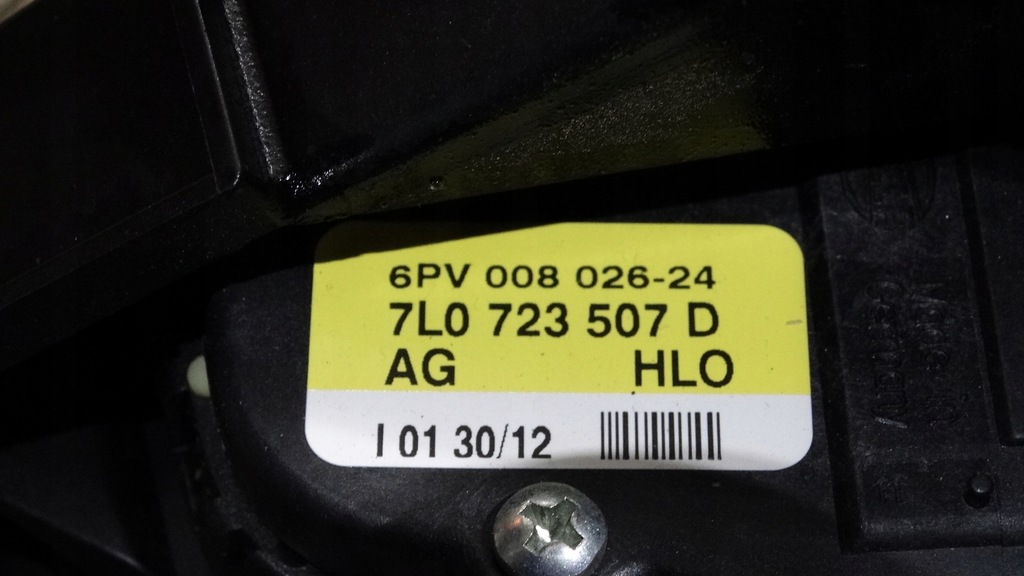 6PV 008 026-24
7L0 723 507 D
AG HLO
I 01 30/12